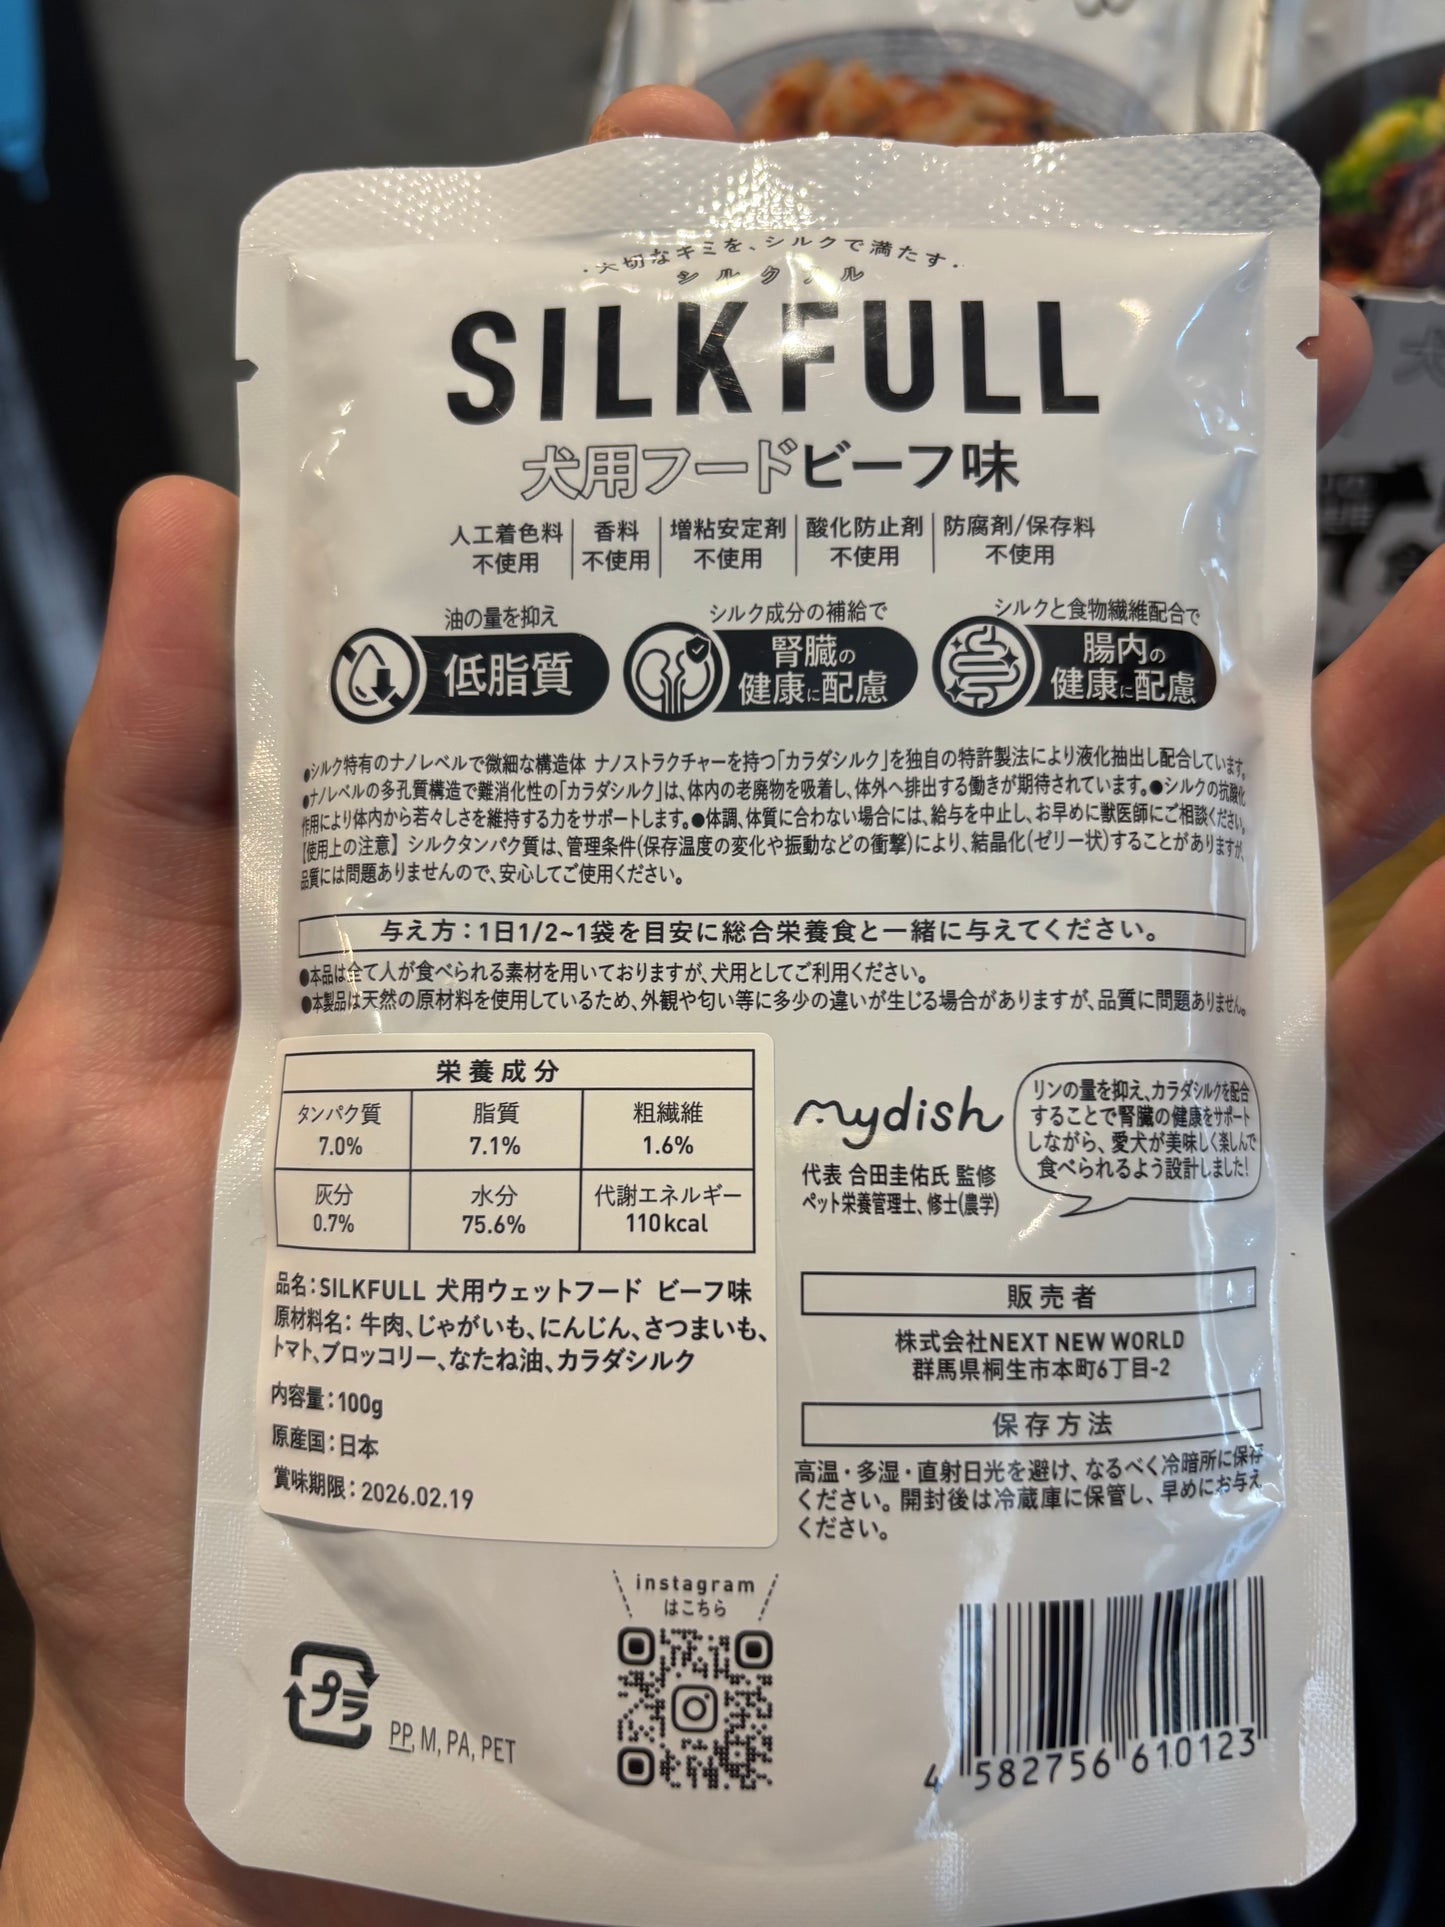 ・大切なキミを、シルクで満たす・
シルクフル
SILKFULL
犬用フードビーフ味
人工着色料 不使用
香料 不使用
増粘安定剤 不使用
酸化防止剤 不使用
防腐剤/保存料 不使用
油の量を抑え
低脂質
シルク成分の補給で
腎臓の
健康に配慮
シルクと食物繊維配合で
腸内の
健康に配慮
●シルク特有のナノレベルで微細な構造体 ナノストラクチャーを持つ「カラダシルク」を独自の特許製法により液化抽出し配合しています。
●ナノレベルの多孔質構造で難消化性の「カラダシルク」は、体内の老廃物を吸着し、体外へ排出する働きが期待されています。●シルクの抗酸化
作用により体内から若々しさを維持する力をサポートします。●体調、体質に合わない場合には、給与を中止し、お早めに獣医師にご相談ください。
【使用上の注意】 シルクタンパク質は、管理条件(保存温度の変化や振動などの衝撃)により、結晶化(ゼリー状)することがありますが、
品質には問題ありませんので、安心してご使用ください。
与え方：1日1/2~1袋を目安に総合栄養食と一緒に与えてください。
●本品は全て人が食べられる素材を用いておりますが、犬用としてご利用ください。
●本製品は天然の原材料を使用しているため、外観や匂い等に多少の違いが生じる場合がありますが、品質に問題ありません。
栄養成分
タンパク質 脂質 粗繊維
7.0% 7.1% 1.6%
灰分 水分 代謝エネルギー
0.7% 75.6% 110kcal
品名：SILKFULL 犬用ウェットフード ビーフ味
原材料名：牛肉、じゃがいも、にんじん、さつまいも、
トマト、ブロッコリー、なたね油、カラダシルク
内容量：100g
原産国：日本
賞味期限：2026.02.19
mydish
代表 合田圭佑氏 監修
ペット栄養管理士、修士(農学)
リンの量を抑え、カラダシルクを配合
することで腎臓の健康をサポート
しながら、愛犬が美味しく楽しんで
食べられるよう設計しました!
販売者
株式会社NEXT NEW WORLD
群馬県桐生市本町6丁目-2
保存方法
高温・多湿・直射日光を避け、なるべく冷暗所に保存
ください。開封後は冷蔵庫に保管し、早めにお与え
ください。
プラ
PP, M, PA, PET
instagram
はこちら
4 582756 610123